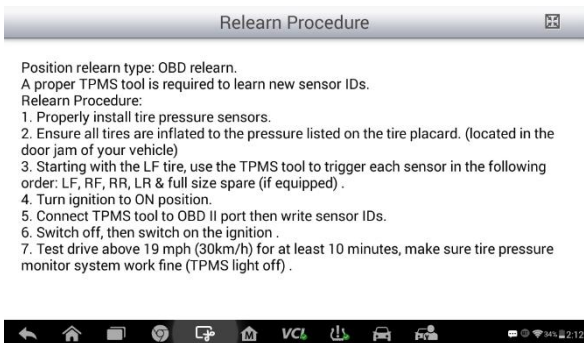 Relearn Procedure
Position relearn type: OBD relearn.
A proper TPMS tool is required to learn new sensor IDs.
Relearn Procedure:
1. Properly install tire pressure sensors.
2. Ensure all tires are inflated to the pressure listed on the tire placard. (located in the
door jam of your vehicle)
3. Starting with the LF tire, use the TPMS tool to trigger each sensor in the following
order: LF, RF, RR, LR & full size spare (if equipped) .
4. Turn ignition to ON position.
5. Connect TPMS tool to OBD II port then write sensor IDs.
6. Switch off, then switch on the ignition .
7. Test drive above 19 mph (30km/h) for at least 10 minutes, make sure tire pressure
monitor system work fine (TPMS light off) .
M VCI 34% 2:12